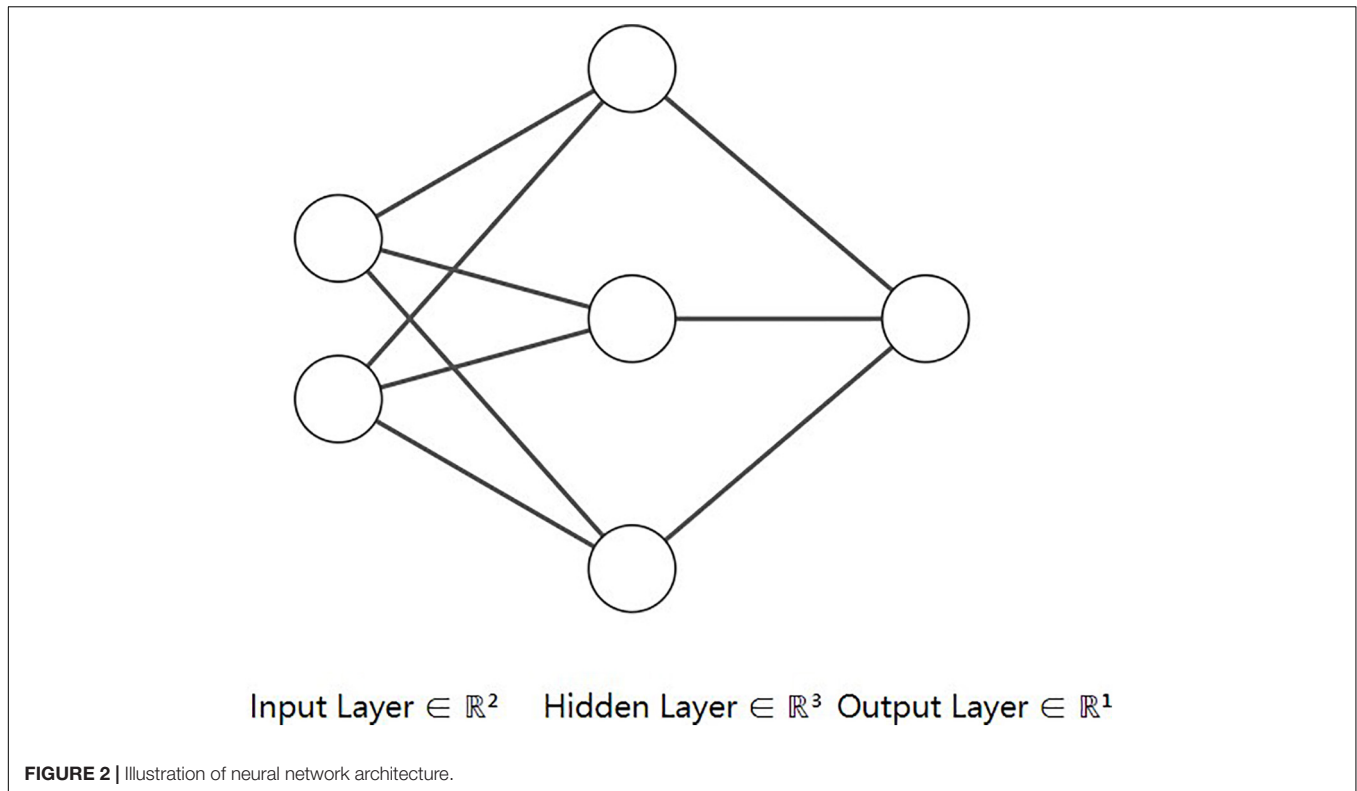 Input Layer ∈ ℝ² Hidden Layer ∈ ℝ³ Output Layer ∈ ℝ¹
FIGURE 2 | Illustration of neural network architecture.